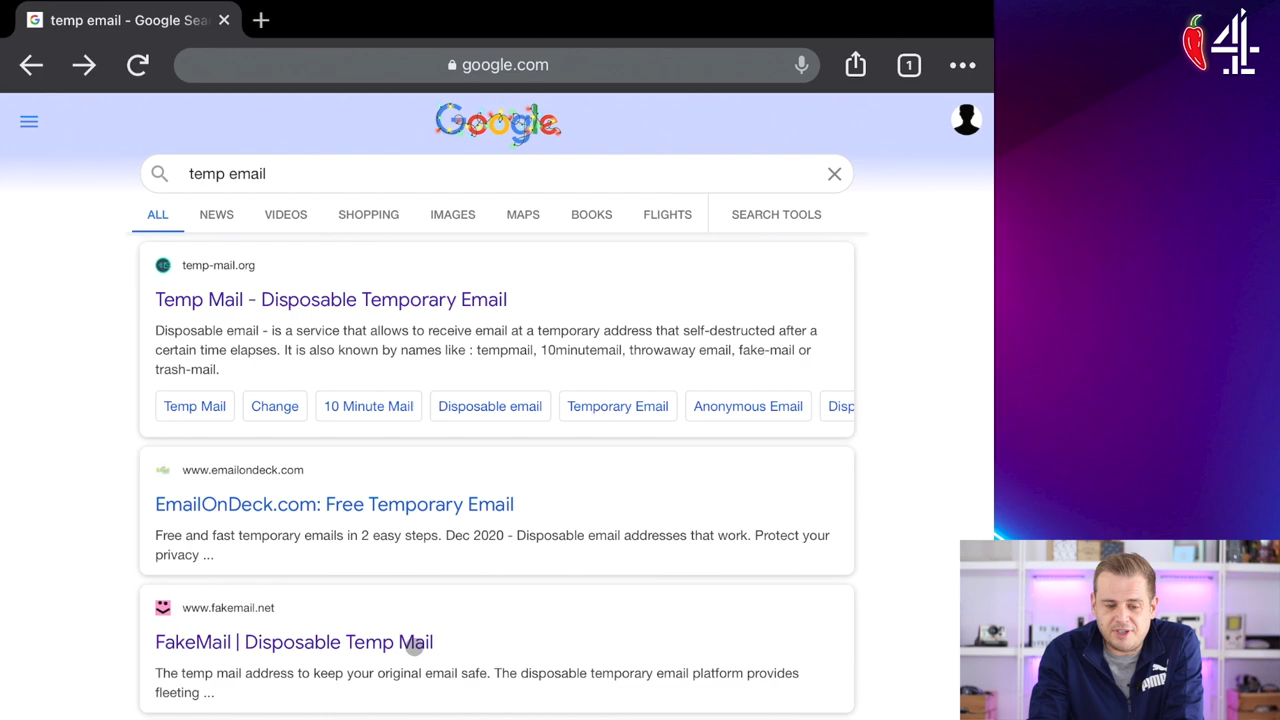 temp email - Google Sea
google.com
1
4
Google
temp email
ALL
NEWS
VIDEOS
SHOPPING
IMAGES
MAPS
BOOKS
FLIGHTS
SEARCH TOOLS
temp-mail.org
Temp Mail - Disposable Temporary Email
Disposable email - is a service that allows to receive email at a temporary address that self-destructed after a
certain time elapses. It is also known by names like : tempmail, 10minutemail, throwaway email, fake-mail or
trash-mail.
Temp Mail
Change
10 Minute Mail
Disposable email
Temporary Email
Anonymous Email
Disp
www.emailondeck.com
EmailOnDeck.com: Free Temporary Email
Free and fast temporary emails in 2 easy steps. Dec 2020 - Disposable email addresses that work. Protect your
privacy ...
www.fakemail.net
FakeMail | Disposable Temp Mail
The temp mail address to keep your original email safe. The disposable temporary email platform provides
fleeting ...
PUMA